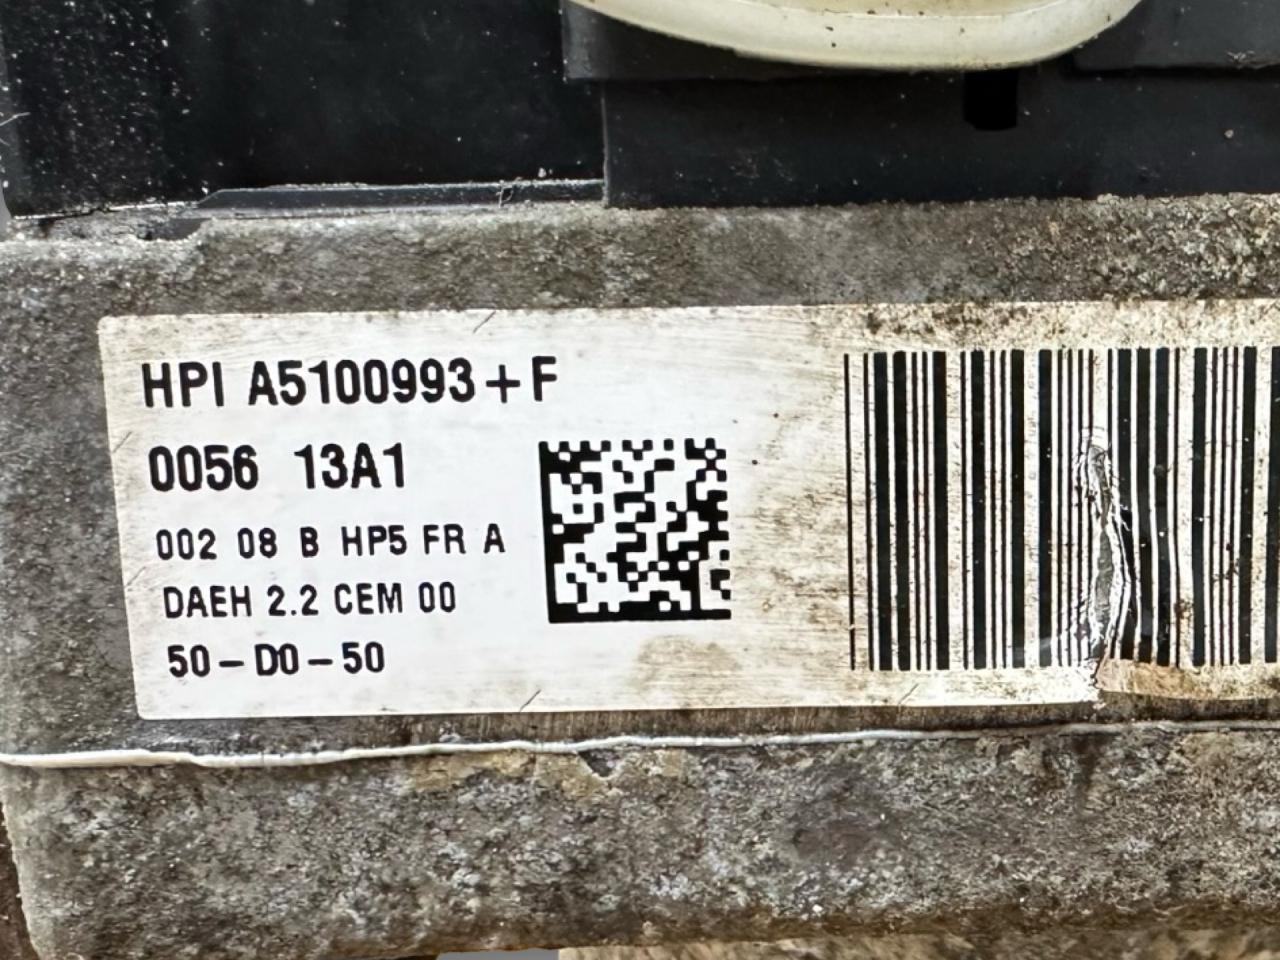 HPI A5100993+F
0056 13A1
002 08 B HP5 FR A
DAEH 2.2 CEM 00
50-D0-50